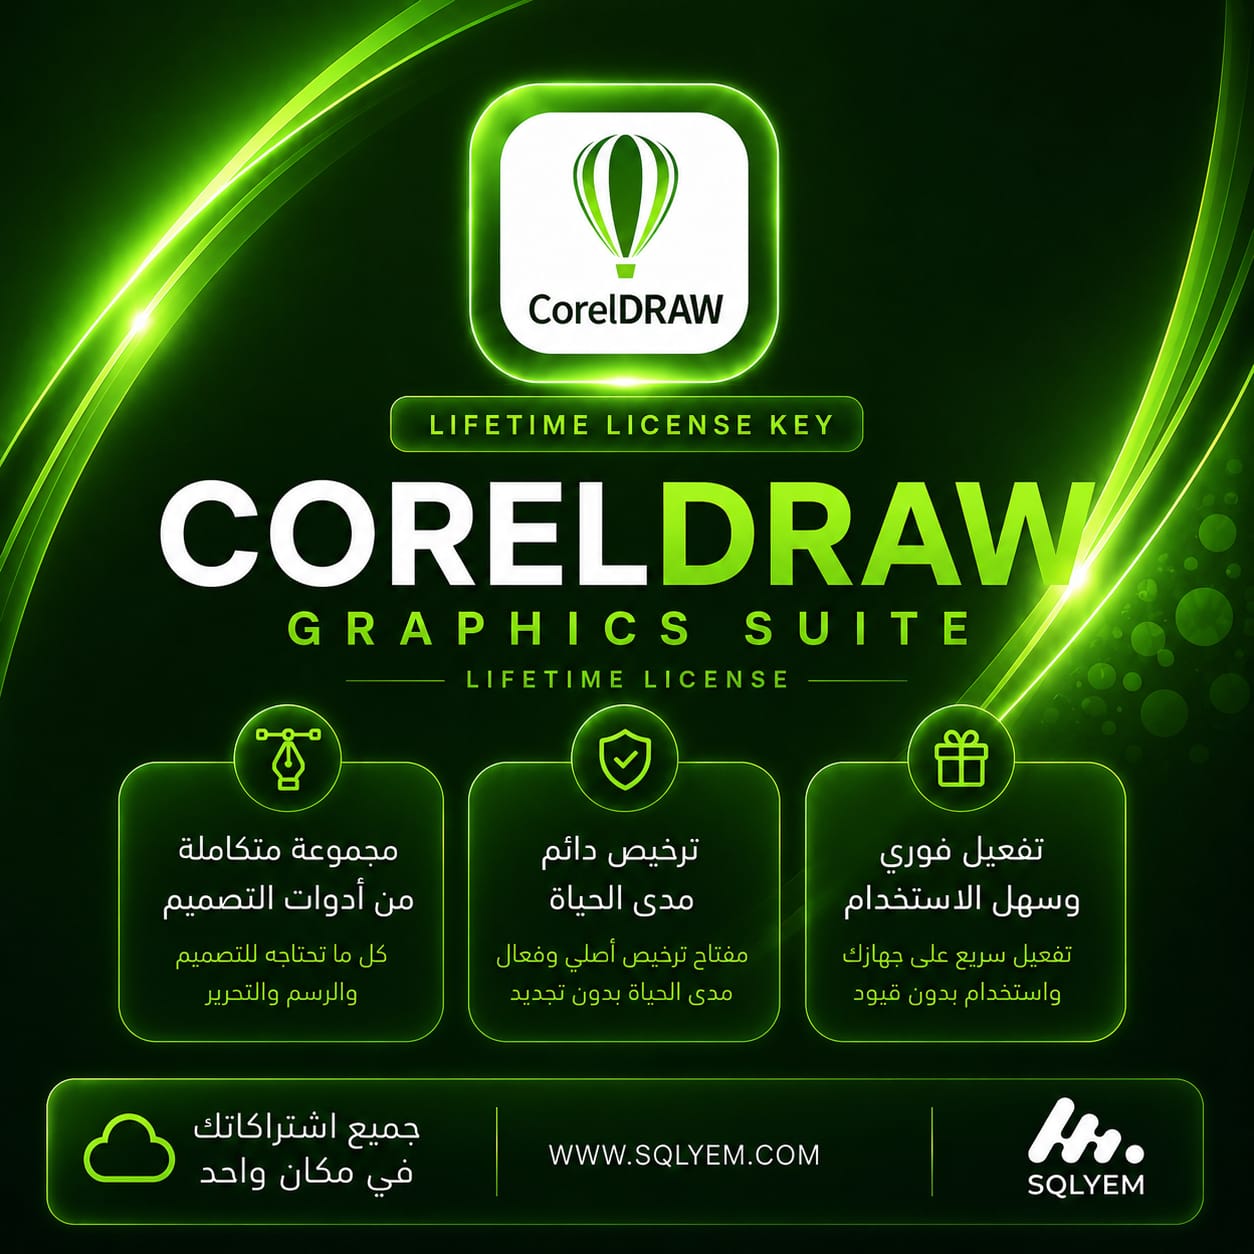 CorelDRAW
LIFETIME LICENSE KEY
CORELDRAW
GRAPHICS SUITE
LIFETIME LICENSE
تفعيل فوري
وسهل الاستخدام
تفعيل سريع على جهازك
واستخدام بدون قيود
ترخيص دائم
مدى الحياة
مفتاح ترخيص أصلي وفعال
مدى الحياة بدون تجديد
مجموعة متكاملة
من أدوات التصميم
كل ما تحتاجه للتصميم
والرسم والتحرير
جميع اشتراكاتك
في مكان واحد
WWW.SQLYEM.COM
SQLYEM